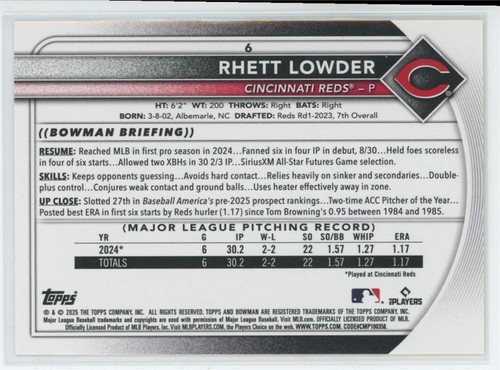 6
RHETT LOWDER
CINCINNATI REDS® – P
HT: 6'2" WT: 200 THROWS: Right BATS: Right
BORN: 3-8-02, Albemarle, NC DRAFTED: Reds Rd1-2023, 7th Overall
((BOWMAN BRIEFING))
RESUME: Reached MLB in first pro season in 2024...Fanned six in four IP in debut, 8/30...Held foes scoreless
in four of six starts...Allowed two XBHs in 30 2/3 IP...SiriusXM All-Star Futures Game selection.
SKILLS: Keeps opponents guessing...Avoids hard contact...Relies heavily on sinker and secondaries...Double-
plus control...Conjures weak contact and ground balls...Uses heater effectively away in zone.
UP CLOSE: Slotted 27th in Baseball America's pre-2025 prospect rankings...Two-time ACC Pitcher of the Year...
Posted best ERA in first six starts by Reds hurler (1.17) since Tom Browning's 0.95 between 1984 and 1985.
(MAJOR LEAGUE PITCHING RECORD)
YR G IP W-L SO SO/BB WHIP ERA
2024* 6 30.2 2-2 22 1.57 1.27 1.17
TOTALS 6 30.2 2-2 22 1.57 1.27 1.17
*Played at Cincinnati Reds
Topps
PLAYERS
® & © 2025 THE TOPPS COMPANY, INC. ALL RIGHTS RESERVED. TOPPS AND BOWMAN ARE REGISTERED TRADEMARKS OF THE TOPPS COMPANY, INC.
Major League Baseball trademarks and copyrights are used with permission of Major League Baseball. Visit MLB.com. OFFICIALLY LICENSED PRODUCT OF MAJOR LEAGUE BASEBALL.
Officially Licensed Product of MLB Players, Inc. Visit MLBPLAYERS.com, the Players Choice on the web. WWW.TOPPS.COM. CODE#CMP100358.